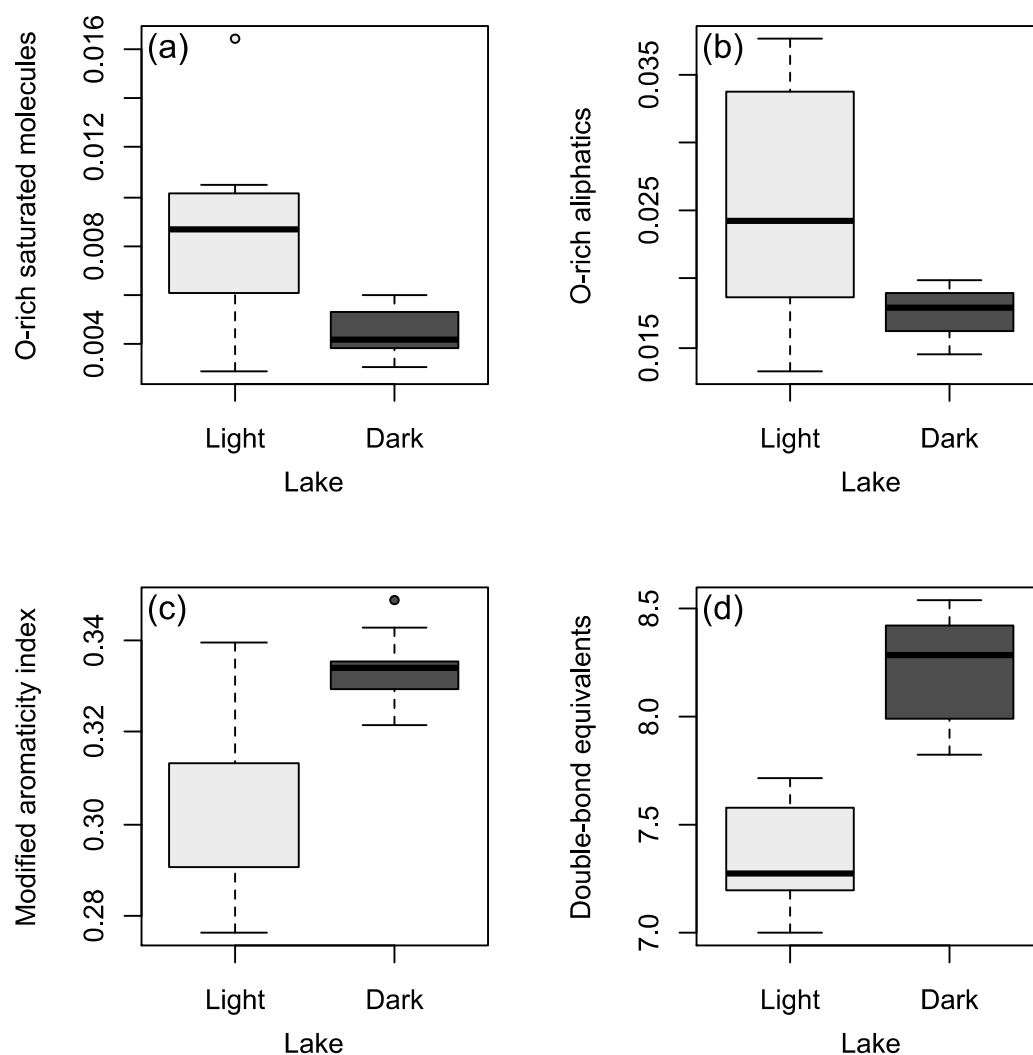 (a)
O-rich saturated molecules
0.016
0.012
0.008
0.004
Light Dark
Lake
(b)
O-rich aliphatics
0.035
0.025
0.015
Light Dark
Lake
(c)
Modified aromaticity index
0.34
0.32
0.30
0.28
Light Dark
Lake
(d)
Double-bond equivalents
8.5
8.0
7.5
7.0
Light Dark
Lake